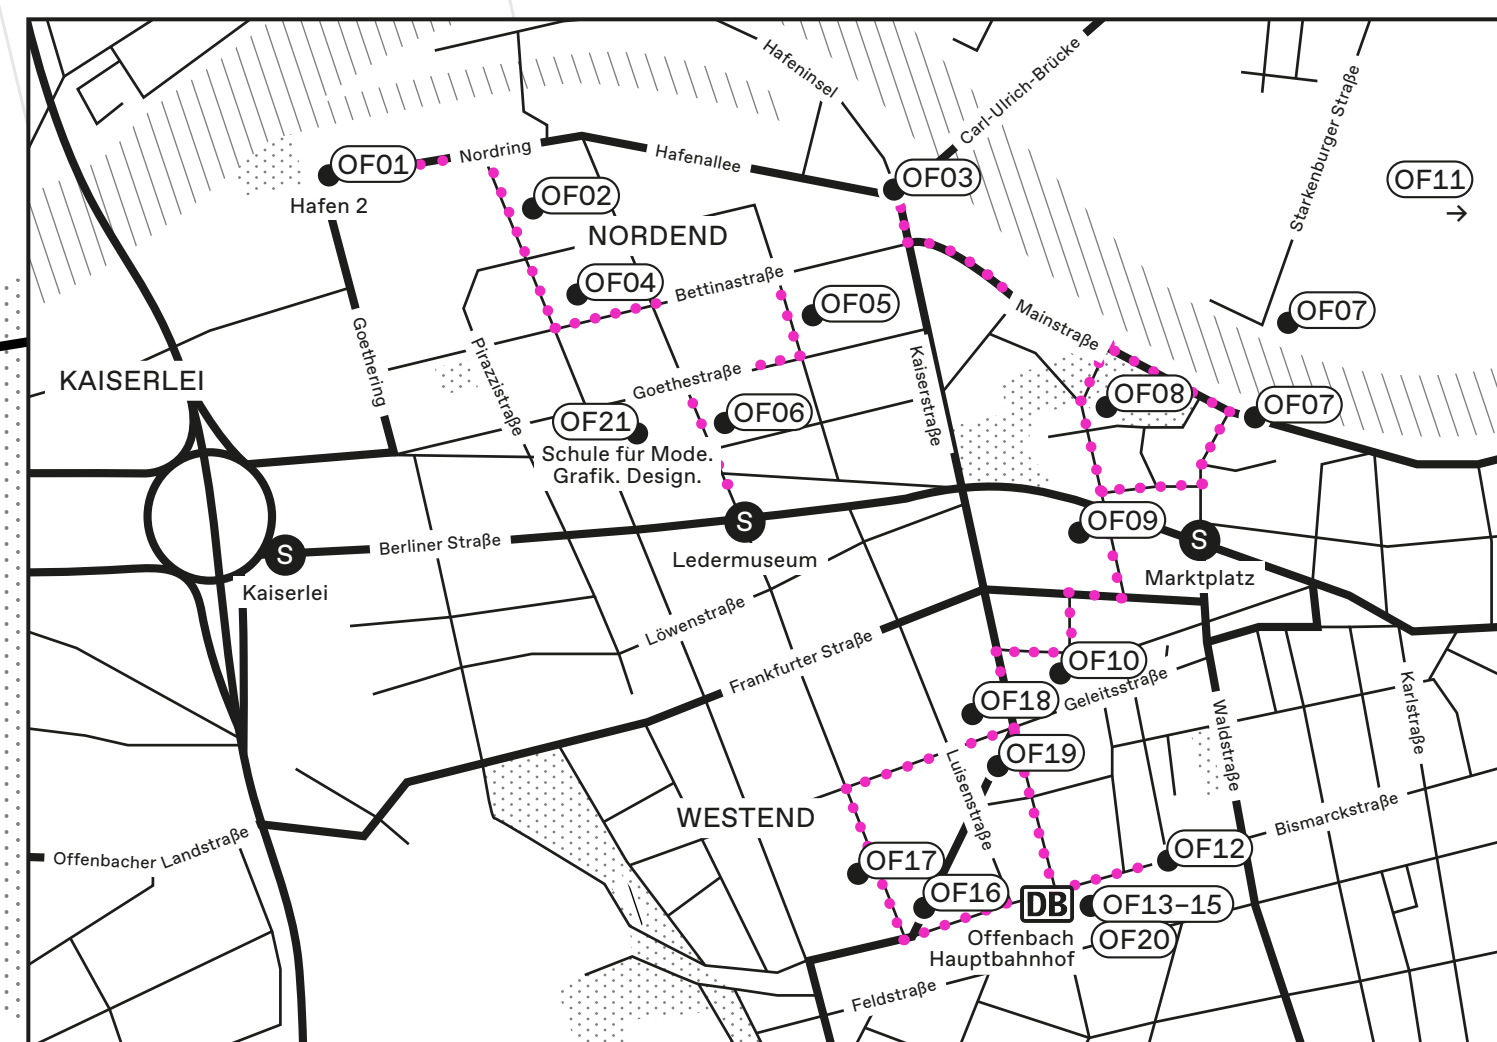 Hafeninsel
Carl-Ulrich-Brücke
Starkenburger Straße
OF01
Nordring
Hafenallee
OF03
OF11
→
Hafen 2
OF02
NORDEND
OF04
Bettinastraße
OF05
Mainstraße
OF07
Goethering
Pirazzistraße
KAISERLEI
Goethestraße
Kaiserstraße
OF08
OF07
OF21
OF06
Schule für Mode.
Grafik. Design.
S
Ledermuseum
OF09
S
Marktplatz
S
Kaiserlei
Berliner Straße
Löwenstraße
Frankfurter Straße
OF10
Geleitsstraße
OF18
OF19
Karlstraße
Waldstraße
Luisenstraße
WESTEND
Bismarckstraße
Offenbacher Landstraße
OF17
OF12
OF16
DB
OF13–15
OF20
Offenbach
Hauptbahnhof
Feldstraße